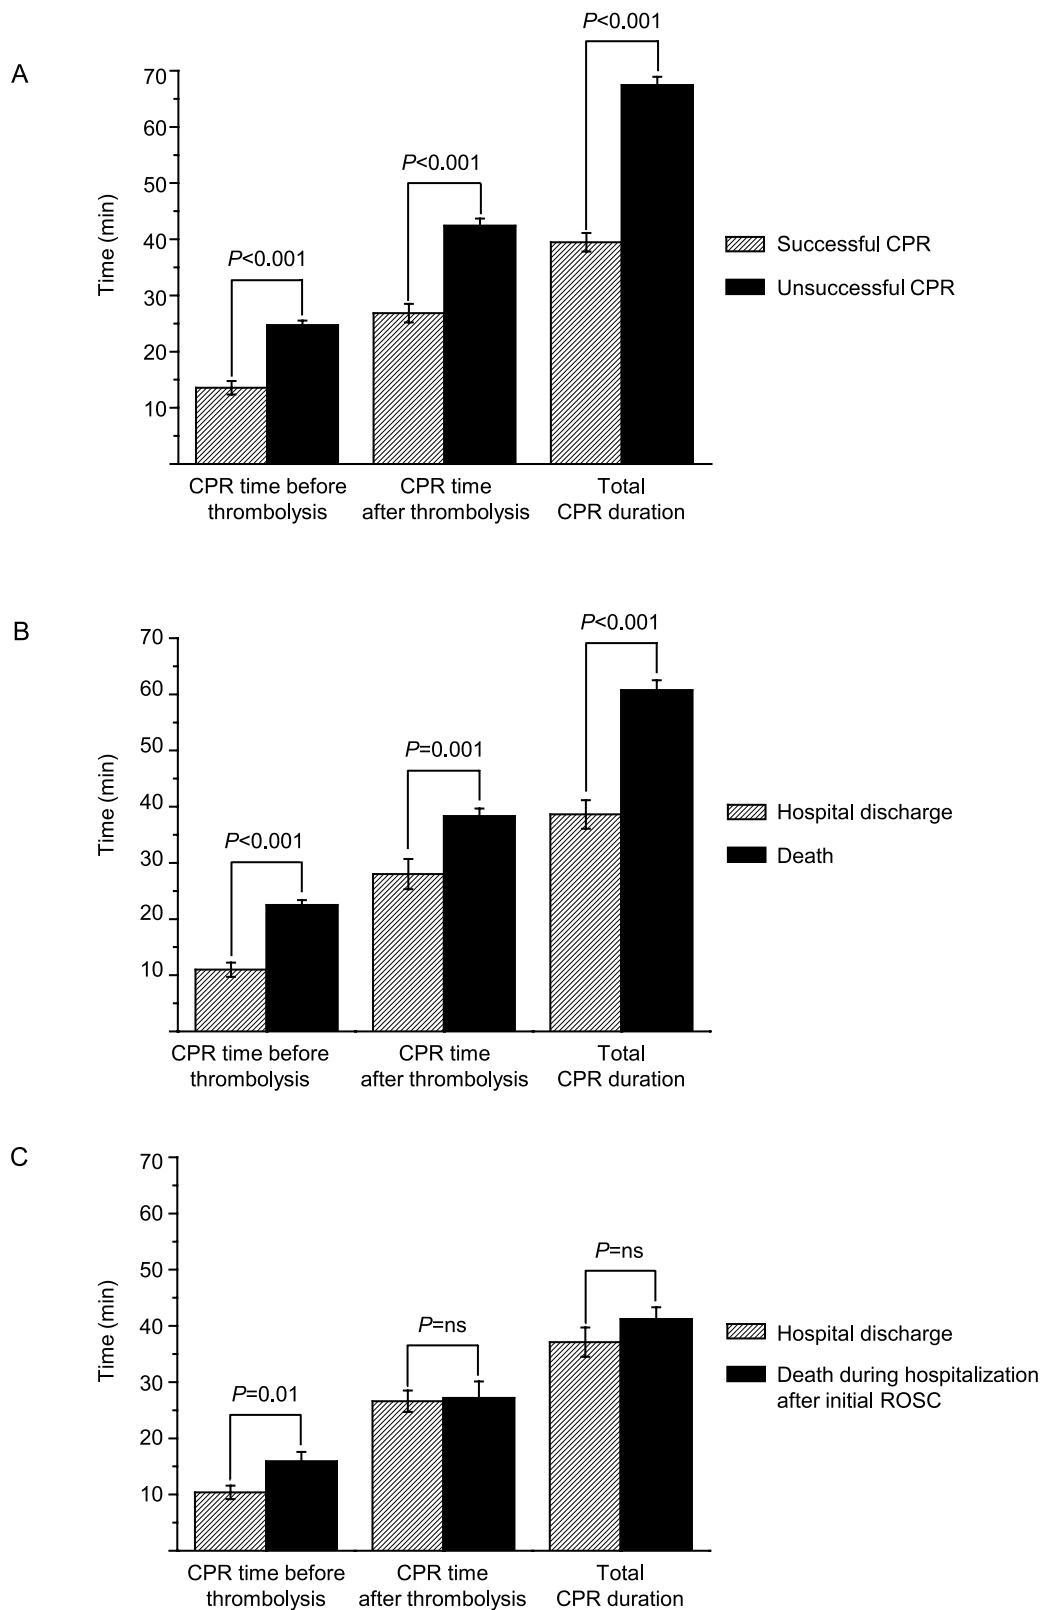 A
P<0.001
P<0.001
P<0.001
70
60
50
40
30
20
10
Time (min)
Successful CPR
Unsuccessful CPR
CPR time before
thrombolysis
CPR time
after thrombolysis
Total
CPR duration
B
P<0.001
P=0.001
P<0.001
70
60
50
40
30
20
10
Time (min)
Hospital discharge
Death
CPR time before
thrombolysis
CPR time
after thrombolysis
Total
CPR duration
C
P=0.01
P=ns
P=ns
70
60
50
40
30
20
10
Time (min)
Hospital discharge
Death during hospitalization
after initial ROSC
CPR time before
thrombolysis
CPR time
after thrombolysis
Total
CPR duration